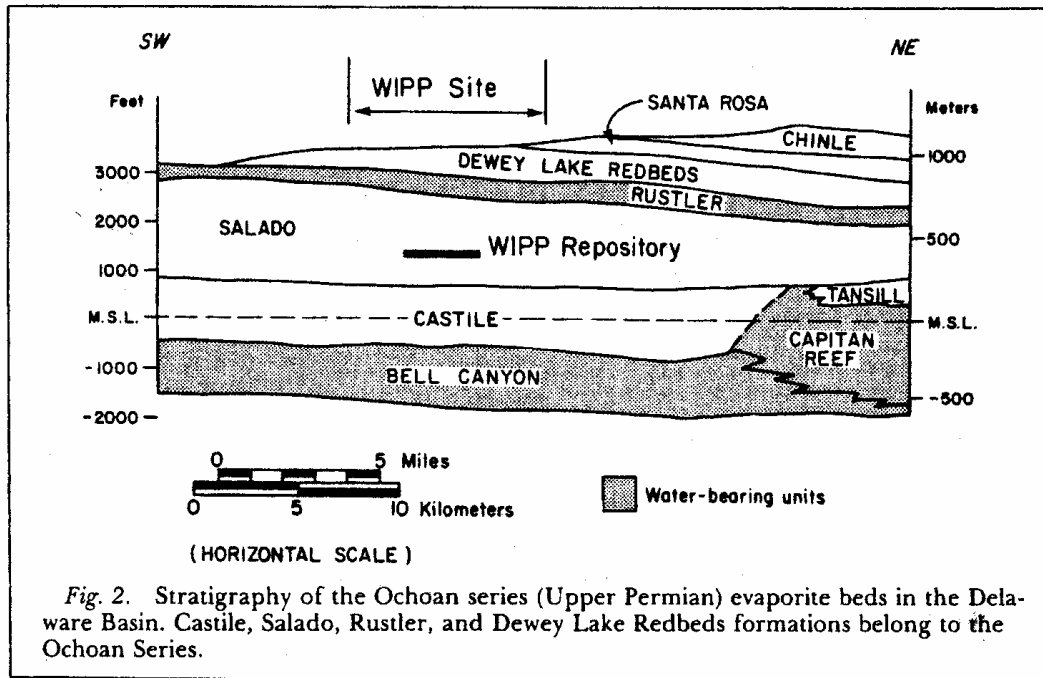 SW
NE
WIPP Site
Feet
Meters
SANTA ROSA
CHINLE
1000
DEWEY LAKE REDBEDS
3000
RUSTLER
2000
SALADO
WIPP Repository
500
1000
TANSILL
M.S.L.
CASTILE
M.S.L.
CAPITAN
REEF
-1000
BELL CANYON
-500
-2000
0 5 Miles
0 5 10 Kilometers
Water-bearing units
(HORIZONTAL SCALE)
Fig. 2. Stratigraphy of the Ochoan series (Upper Permian) evaporite beds in the Dela-
ware Basin. Castile, Salado, Rustler, and Dewey Lake Redbeds formations belong to the
Ochoan Series.